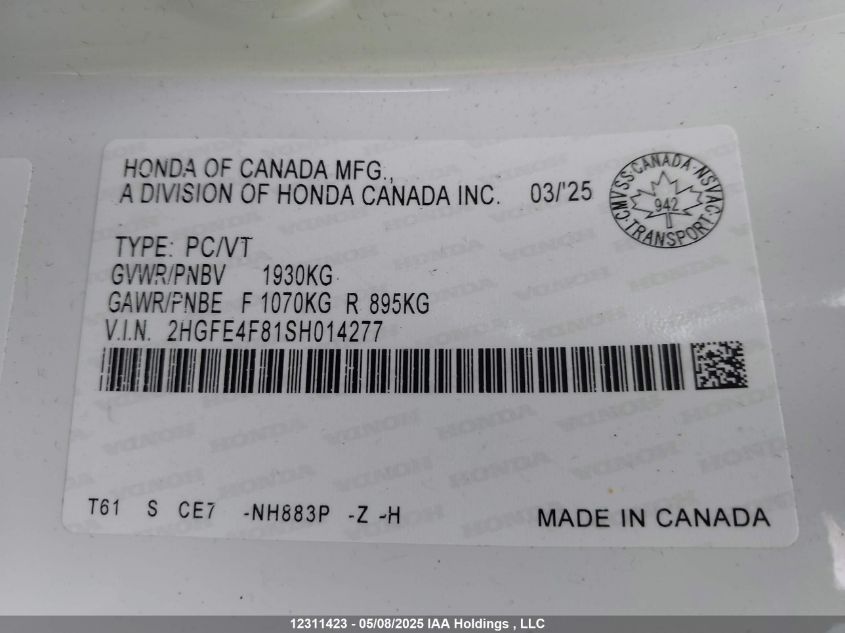 HONDA OF CANADA MFG.,
A DIVISION OF HONDA CANADA INC. 03/'25
CANADA
CMVSS · NSVAC
942
TRANSPORT
TYPE: PC/VT
GVWR/PNBV 1930KG
GAWR/PNBE F 1070KG R 895KG
V.I.N. 2HGFE4F81SH014277
T61 S CE7 -NH883P -Z -H
MADE IN CANADA
12311423 - 05/08/2025 IAA Holdings , LLC